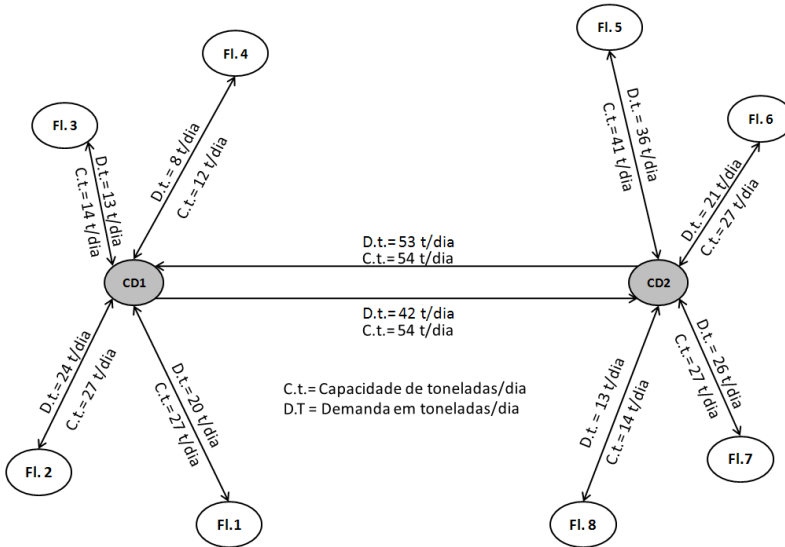 Fl. 5
Fl. 4
Fl. 6
Fl. 3
D.t. = 36 t/dia
C.t.= 41 t/dia
D.t. = 8 t/dia
C.t.= 12 t/dia
D.t.= 13 t/dia
C.t.= 14 t/dia
D.t. = 21 t/dia
C.t.= 27 t/dia
D.t.= 53 t/dia
C.t.= 54 t/dia
CD1
CD2
D.t.= 42 t/dia
C.t.= 54 t/dia
D.t.= 24 t/dia
C.t.= 27 t/dia
D.t.= 20 t/dia
C.t.= 27 t/dia
C.t.= Capacidade de toneladas/dia
D.T = Demanda em toneladas/dia
D.t. = 13 t/dia
C.t.= 14 t/dia
D.t. = 26 t/dia
C.t.= 27 t/dia
Fl. 2
Fl.7
Fl.1
Fl. 8